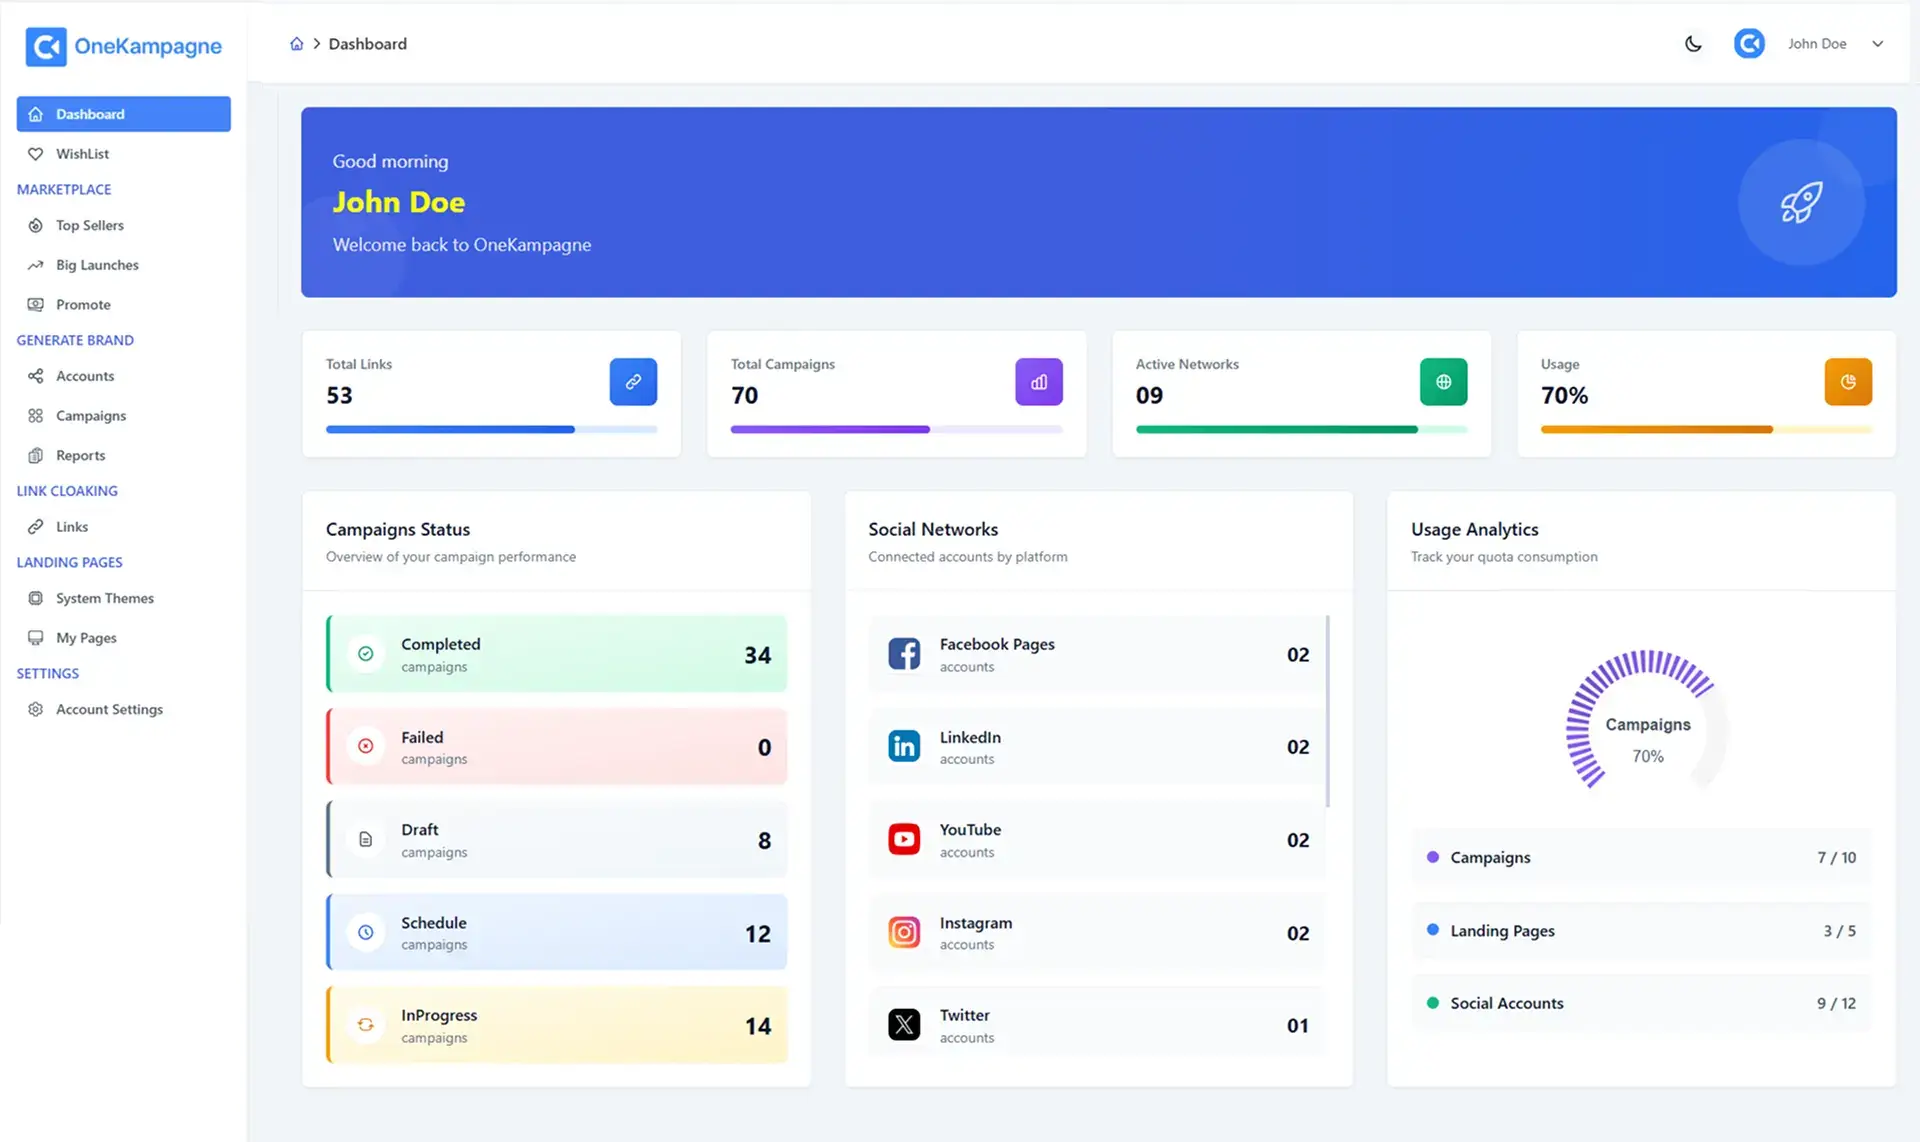 OneKampagne
Dashboard
John Doe
Dashboard
WishList
MARKETPLACE
Top Sellers
Big Launches
Promote
GENERATE BRAND
Accounts
Campaigns
Reports
LINK CLOAKING
Links
LANDING PAGES
System Themes
My Pages
SETTINGS
Account Settings
Good morning
John Doe
Welcome back to OneKampagne
Total Links
53
Total Campaigns
70
Active Networks
09
Usage
70%
Campaigns Status
Overview of your campaign performance
Completed
campaigns
34
Failed
campaigns
0
Draft
campaigns
8
Schedule
campaigns
12
InProgress
campaigns
14
Social Networks
Connected accounts by platform
Facebook Pages
accounts
02
LinkedIn
accounts
02
YouTube
accounts
02
Instagram
accounts
02
Twitter
accounts
01
Usage Analytics
Track your quota consumption
Campaigns
70%
Campaigns 7 / 10
Landing Pages 3 / 5
Social Accounts 9 / 12